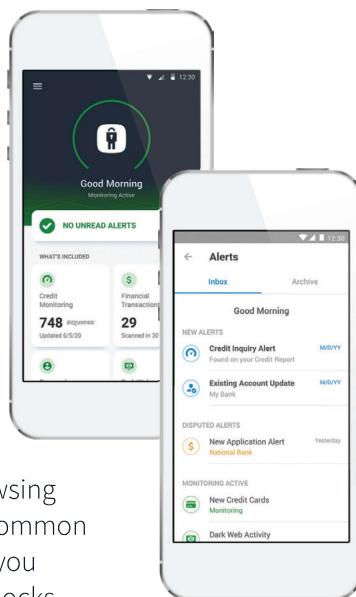 12:30
Good Morning
Monitoring Active
NO UNREAD ALERTS
WHAT'S INCLUDED
Credit
Monitoring
748 EQUIFAX
Updated 6/5/20
Financial
Transaction
29
Scanned in 30
12:30
Alerts
Inbox Archive
Good Morning
NEW ALERTS
Credit Inquiry Alert M/D/YY
Found on your Credit Report
Existing Account Update M/D/YY
My Bank
DISPUTED ALERTS
New Application Alert Yesterday
National Bank
MONITORING ACTIVE
New Credit Cards
Monitoring
Dark Web Activity
wsing
ommon
you